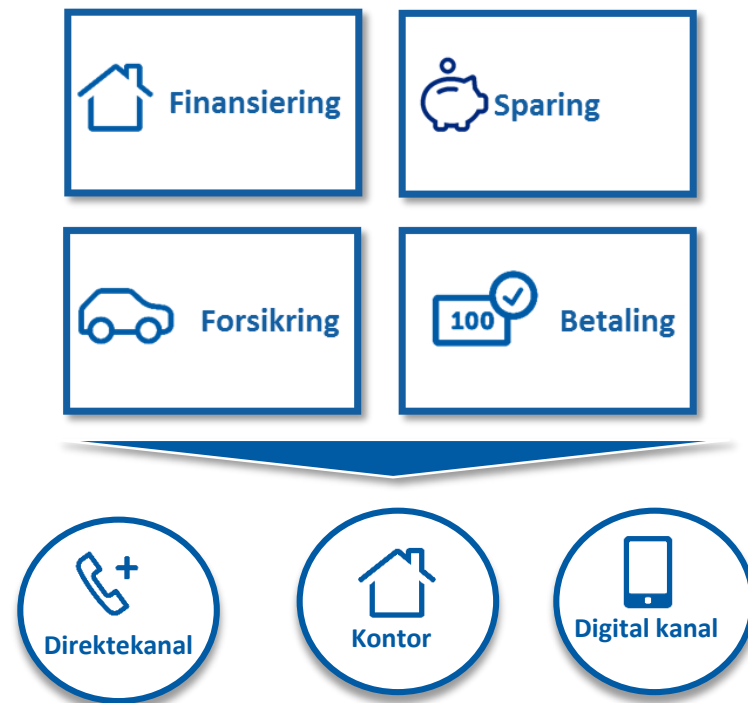 Finansiering
Sparing
Forsikring
100
Betaling
Direktekanal
Kontor
Digital kanal